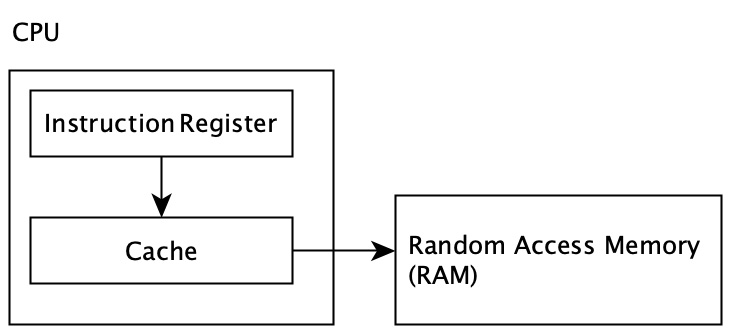 CPU
Instruction Register
Cache
Random Access Memory
(RAM)